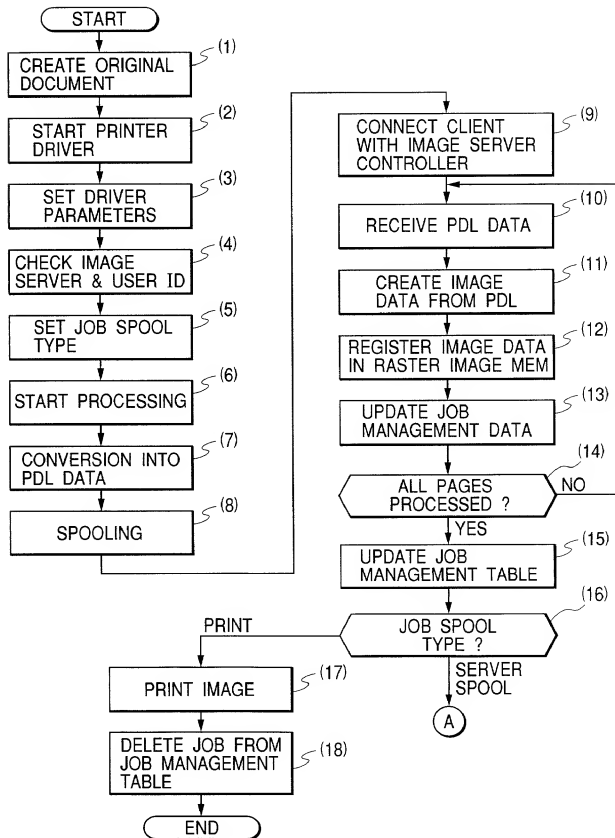 START
CREATE ORIGINAL
DOCUMENT
(1)
START PRINTER
DRIVER
(2)
SET DRIVER
PARAMETERS
(3)
CHECK IMAGE
SERVER & USER ID
(4)
SET JOB SPOOL
TYPE
(5)
START PROCESSING
(6)
CONVERSION INTO
PDL DATA
(7)
SPOOLING
(8)
CONNECT CLIENT
WITH IMAGE SERVER
CONTROLLER
(9)
RECEIVE PDL DATA
(10)
CREATE IMAGE
DATA FROM PDL
(11)
REGISTER IMAGE DATA
IN RASTER IMAGE MEM
(12)
UPDATE JOB
MANAGEMENT DATA
(13)
ALL PAGES
PROCESSED ?
(14)
NO
YES
UPDATE JOB
MANAGEMENT TABLE
(15)
JOB SPOOL
TYPE ?
(16)
PRINT
SERVER
SPOOL
A
PRINT IMAGE
(17)
DELETE JOB FROM
JOB MANAGEMENT
TABLE
(18)
END